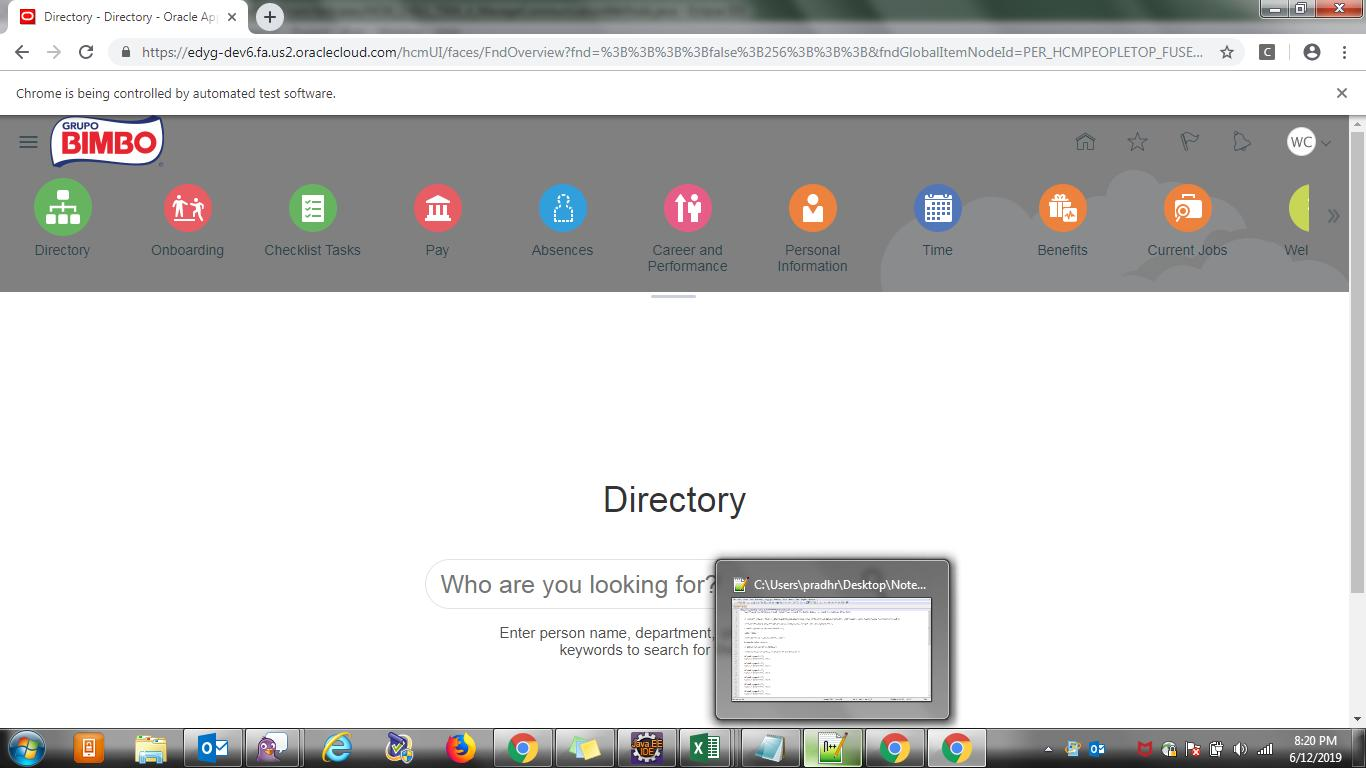 Directory - Directory - Oracle Ap
https://edyg-dev6.fa.us2.oraclecloud.com/hcmUI/faces/FndOverview?fnd=%3B%3B%3B%3Bfalse%3B256%3B%3B%3B&fndGlobalItemNodeId=PER_HCMPEOPLETOP_FUSE...
C
Chrome is being controlled by automated test software.
GRUPO
BIMBO
WC
Directory
Onboarding
Checklist Tasks
Pay
Absences
Career and
Performance
Personal
Information
Time
Benefits
Current Jobs
Wel
Directory
Who are you looking for?
Enter person name, department,
keywords to search for
C:\Users\pradhr\Desktop\Note...
Java EE
IDE
8:20 PM
6/12/2019